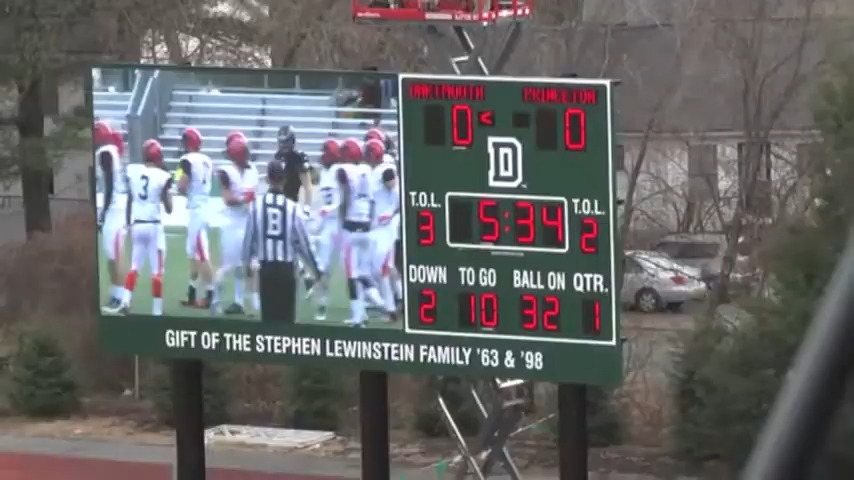 DARTMOUTH PRINCETON
0 < 0
D
T.O.L. 5:34 T.O.L.
3 2
DOWN TO GO BALL ON QTR.
2 10 32 1
3
B
GIFT OF THE STEPHEN LEWINSTEIN FAMILY '63 & '98